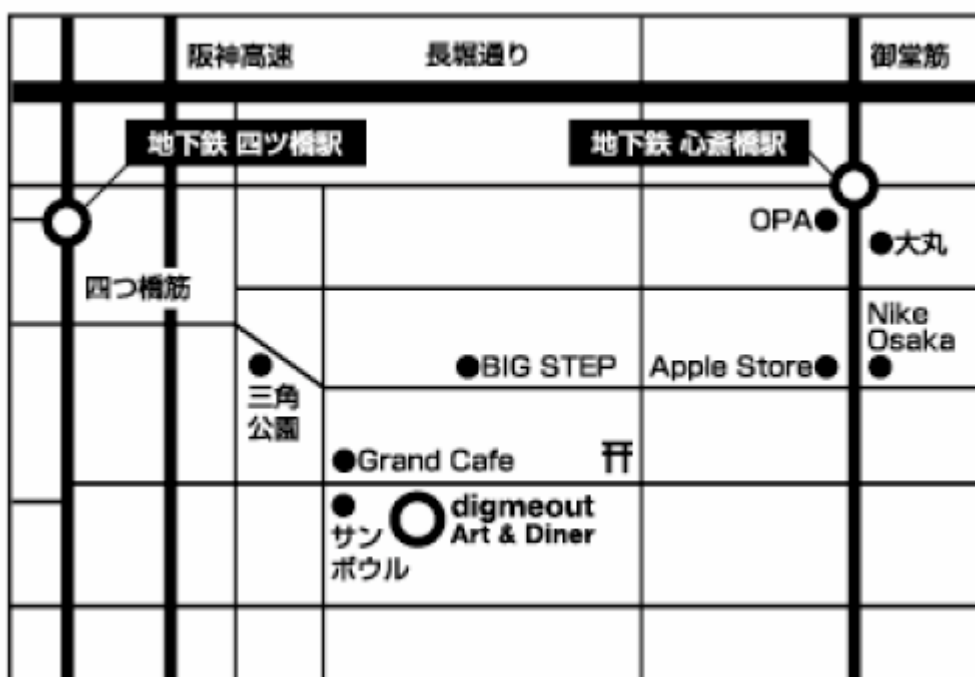 阪神高速
長堀通り
御堂筋
地下鉄 四ツ橋駅
地下鉄 心斎橋駅
OPA
大丸
四つ橋筋
Nike
Osaka
BIG STEP
Apple Store
三角
公園
Grand Cafe
digmeout
Art & Diner
サン
ボウル